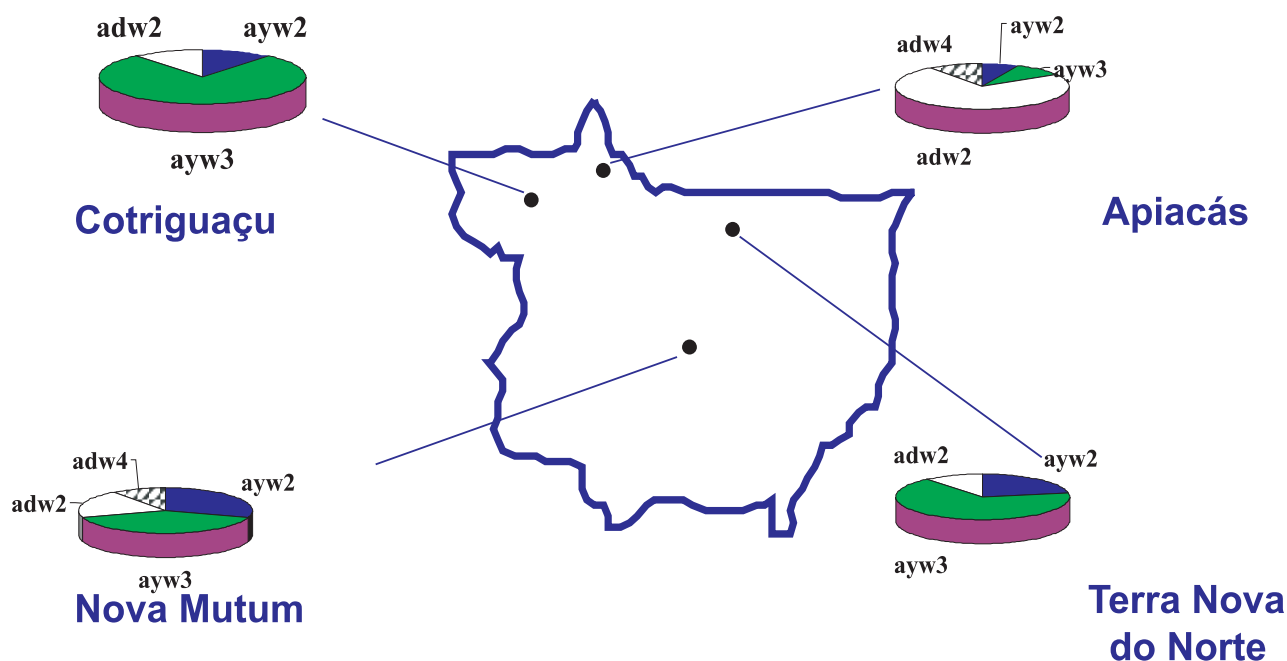 adw2
ayw2
ayw3
Cotriguaçu
ayw2
adw4
ayw3
adw2
Apiacás
adw4
ayw2
adw2
ayw3
Nova Mutum
adw2
ayw2
ayw3
Terra Nova
do Norte